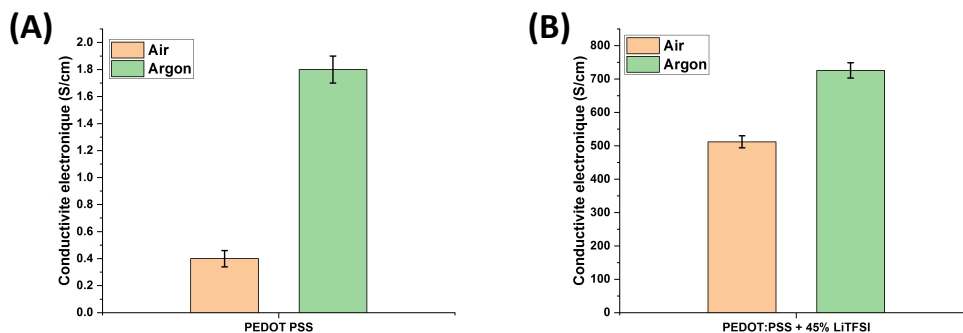 (A)
Conductivite electronique (S/cm)
2.0
1.8
1.6
1.4
1.2
1.0
0.8
0.6
0.4
0.2
0.0
Air
Argon
PEDOT PSS
(B)
Conductivite electronique (S/cm)
800
700
600
500
400
300
200
100
0
Air
Argon
PEDOT:PSS + 45% LiTFSI